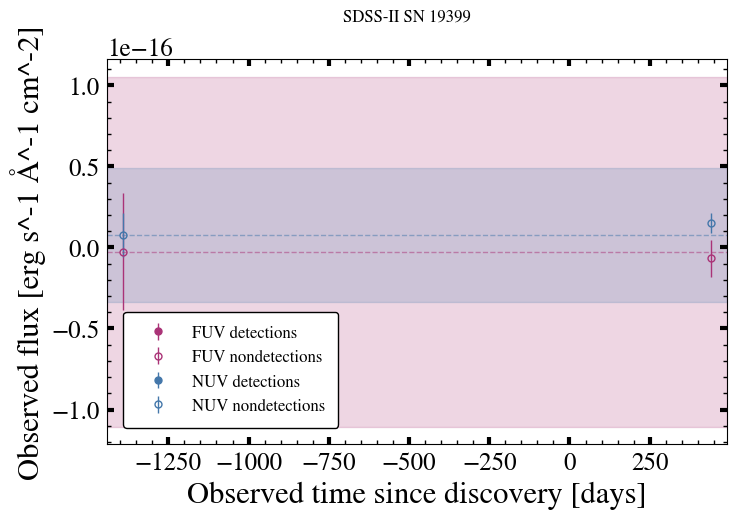 SDSS-II SN 19399
1e−16
Observed flux [erg s^-1 Å^-1 cm^-2]
1.0
0.5
0.0
−0.5
−1.0
FUV detections
FUV nondetections
NUV detections
NUV nondetections
−1250 −1000 −750 −500 −250 0 250
Observed time since discovery [days]